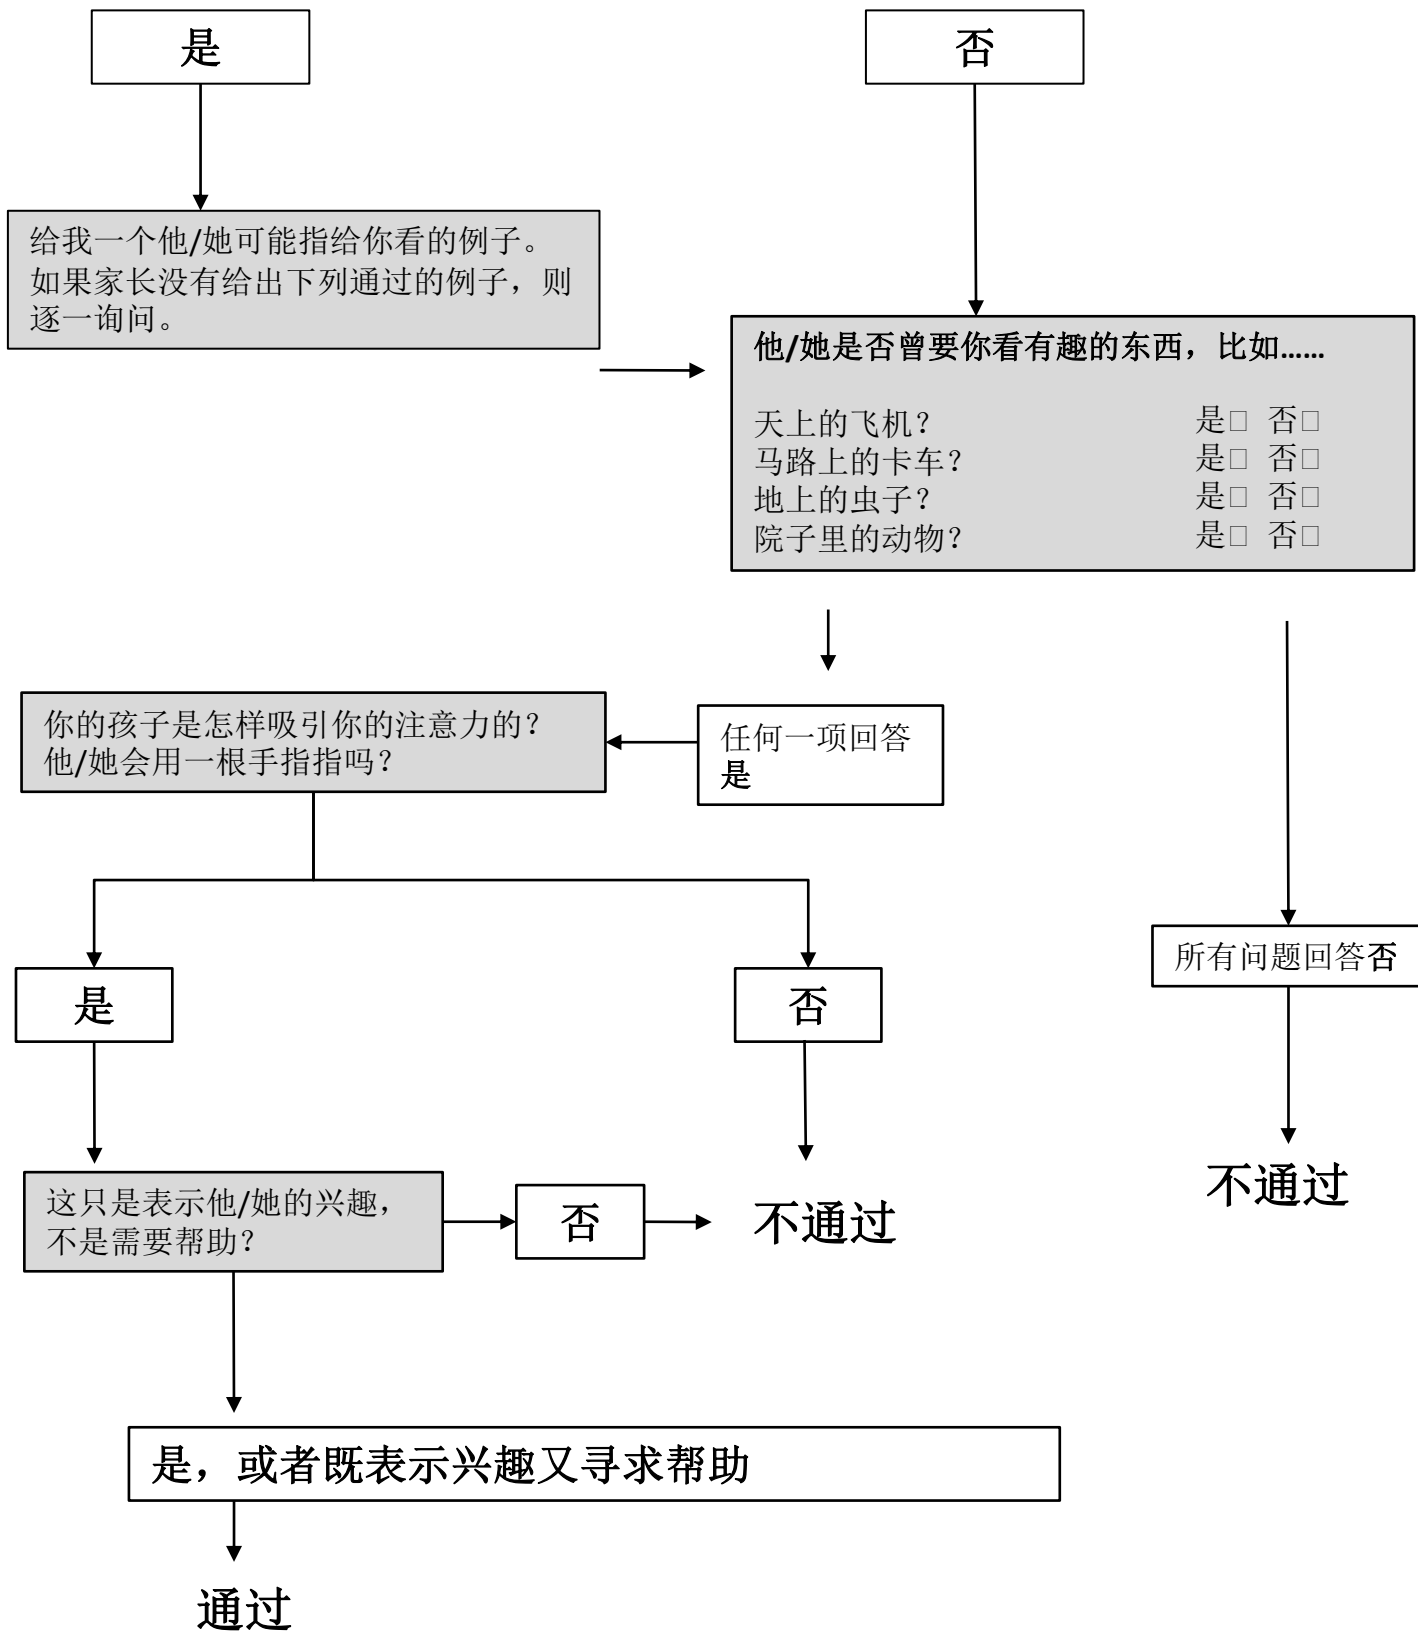 是
否
给我一个他/她可能指给你看的例子。
如果家长没有给出下列通过的例子，则
逐一询问。
他/她是否曾要你看有趣的东西，比如……
天上的飞机？ 是□ 否□
马路上的卡车？ 是□ 否□
地上的虫子？ 是□ 否□
院子里的动物？ 是□ 否□
你的孩子是怎样吸引你的注意力的？
他/她会用一根手指指吗？
任何一项回答
是
所有问题回答否
是
否
不通过
这只是表示他/她的兴趣，
不是需要帮助？
否
不通过
是，或者既表示兴趣又寻求帮助
通过